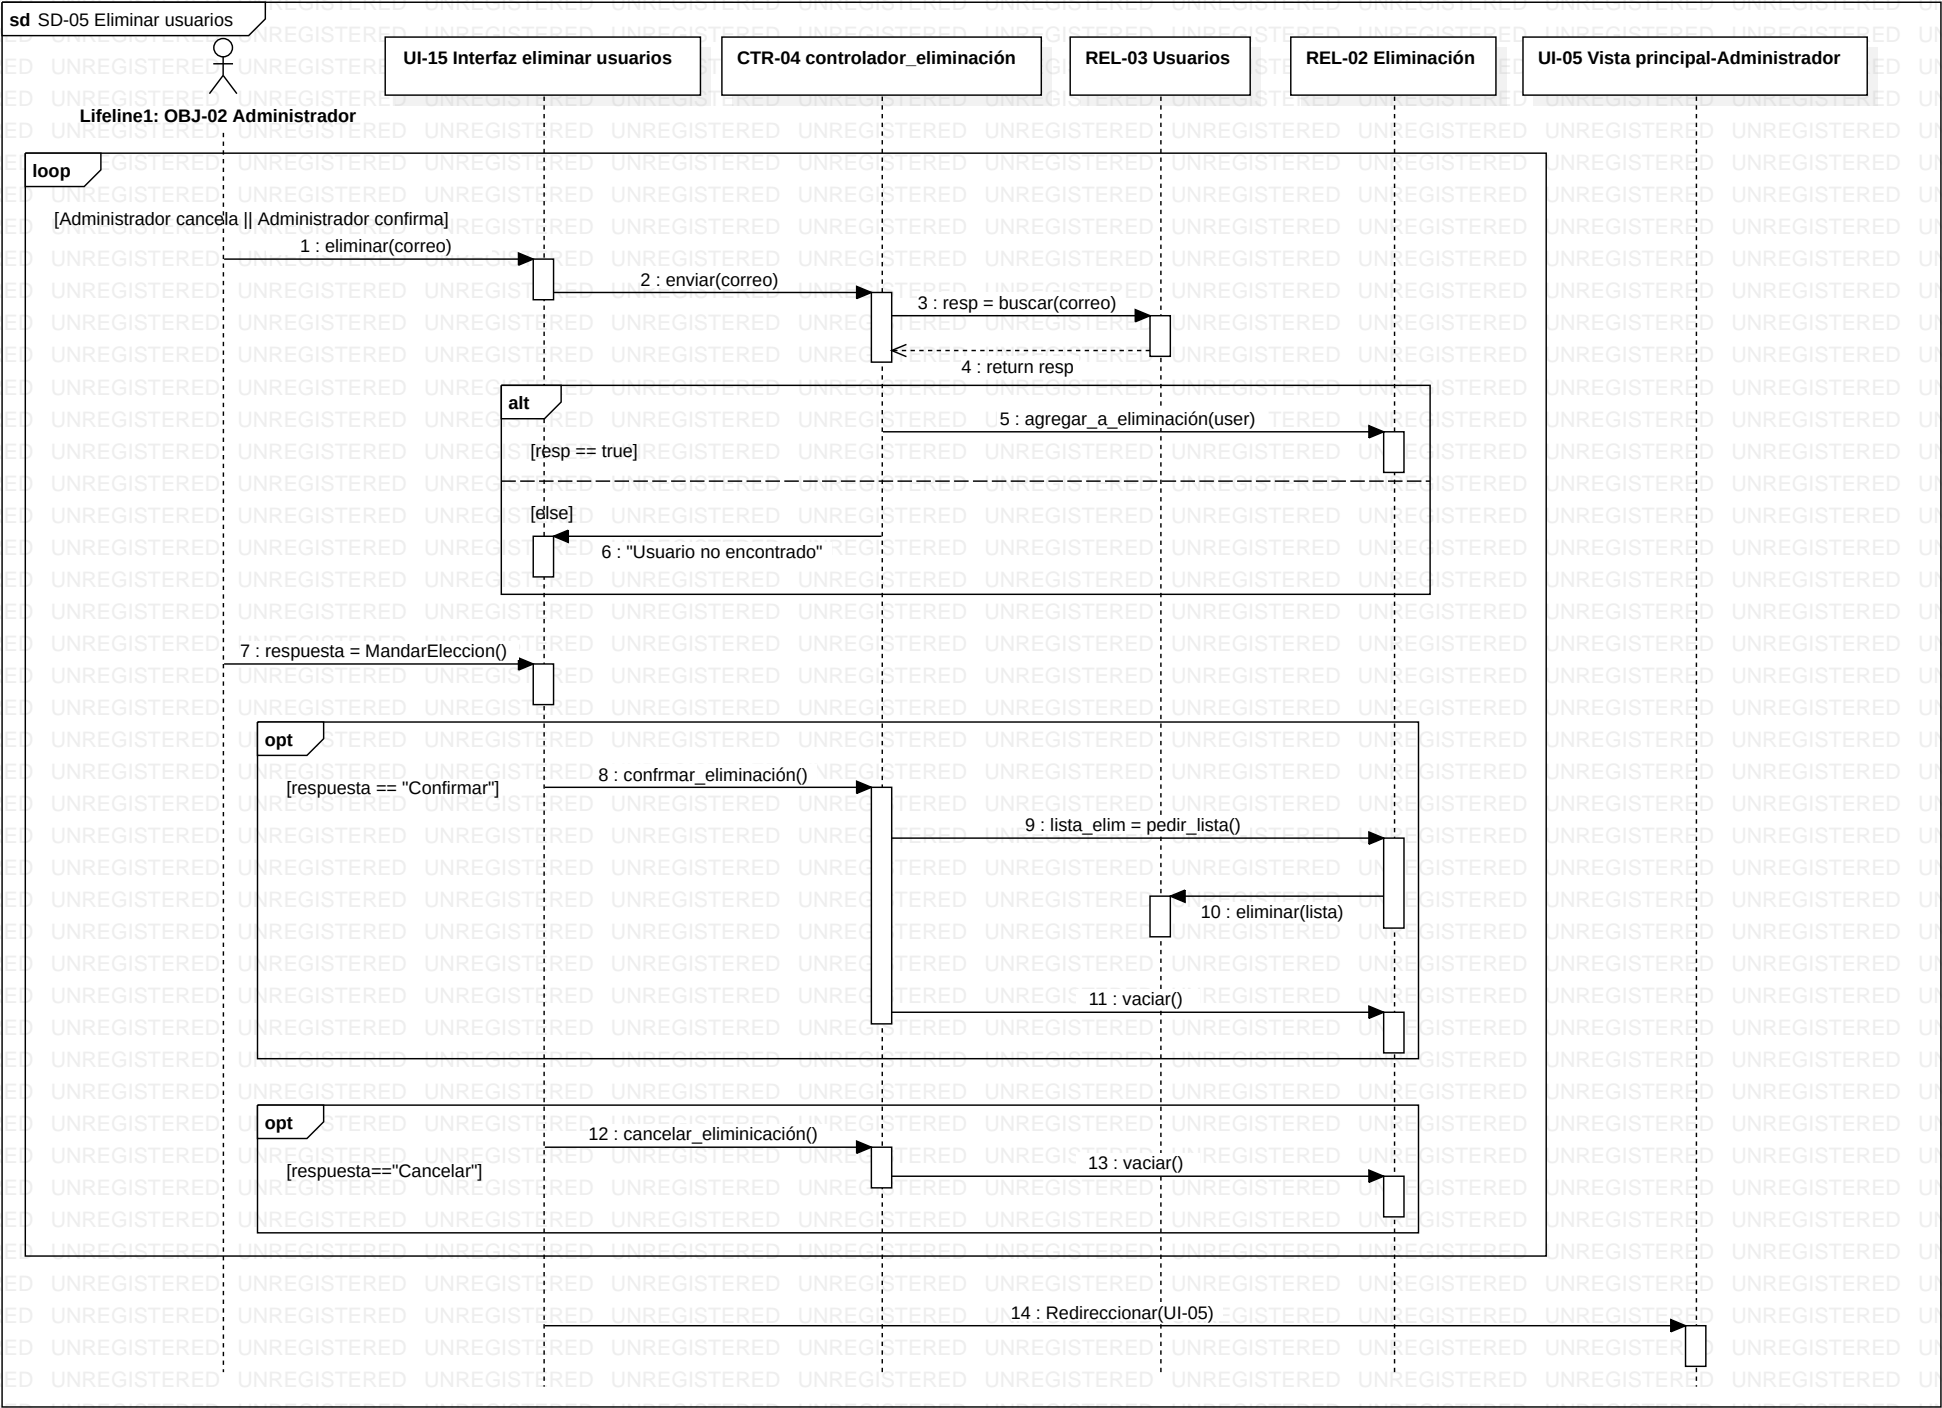 sd SD-05 Eliminar usuarios
UI-15 Interfaz eliminar usuarios
CTR-04 controlador_eliminación
REL-03 Usuarios
REL-02 Eliminación
UI-05 Vista principal-Administrador
Lifeline1: OBJ-02 Administrador
loop
[Administrador cancela || Administrador confirma]
1 : eliminar(correo)
2 : enviar(correo)
3 : resp = buscar(correo)
4 : return resp
alt
5 : agregar_a_eliminación(user)
[resp == true]
[else]
6 : "Usuario no encontrado"
7 : respuesta = MandarEleccion()
opt
8 : confrmar_eliminación()
[respuesta == "Confirmar"]
9 : lista_elim = pedir_lista()
10 : eliminar(lista)
11 : vaciar()
opt
12 : cancelar_eliminicación()
13 : vaciar()
[respuesta=="Cancelar"]
14 : Redireccionar(UI-05)
UNREGISTERED